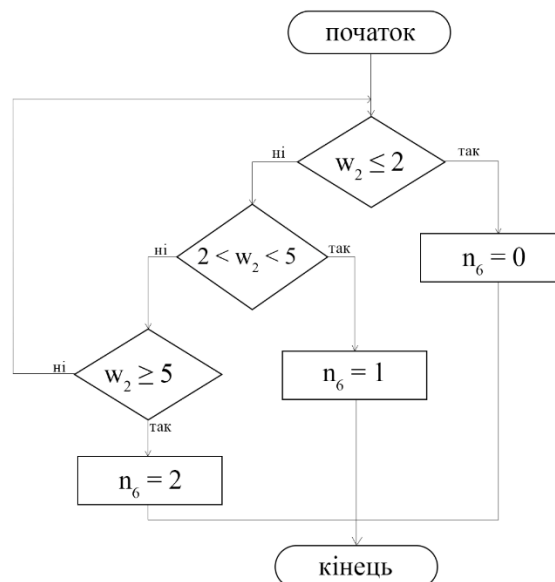 початок
ні
так
w₂ ≤ 2
ні
2 < w₂ < 5
так
n₆ = 0
ні
w₂ ≥ 5
n₆ = 1
так
n₆ = 2
кінець